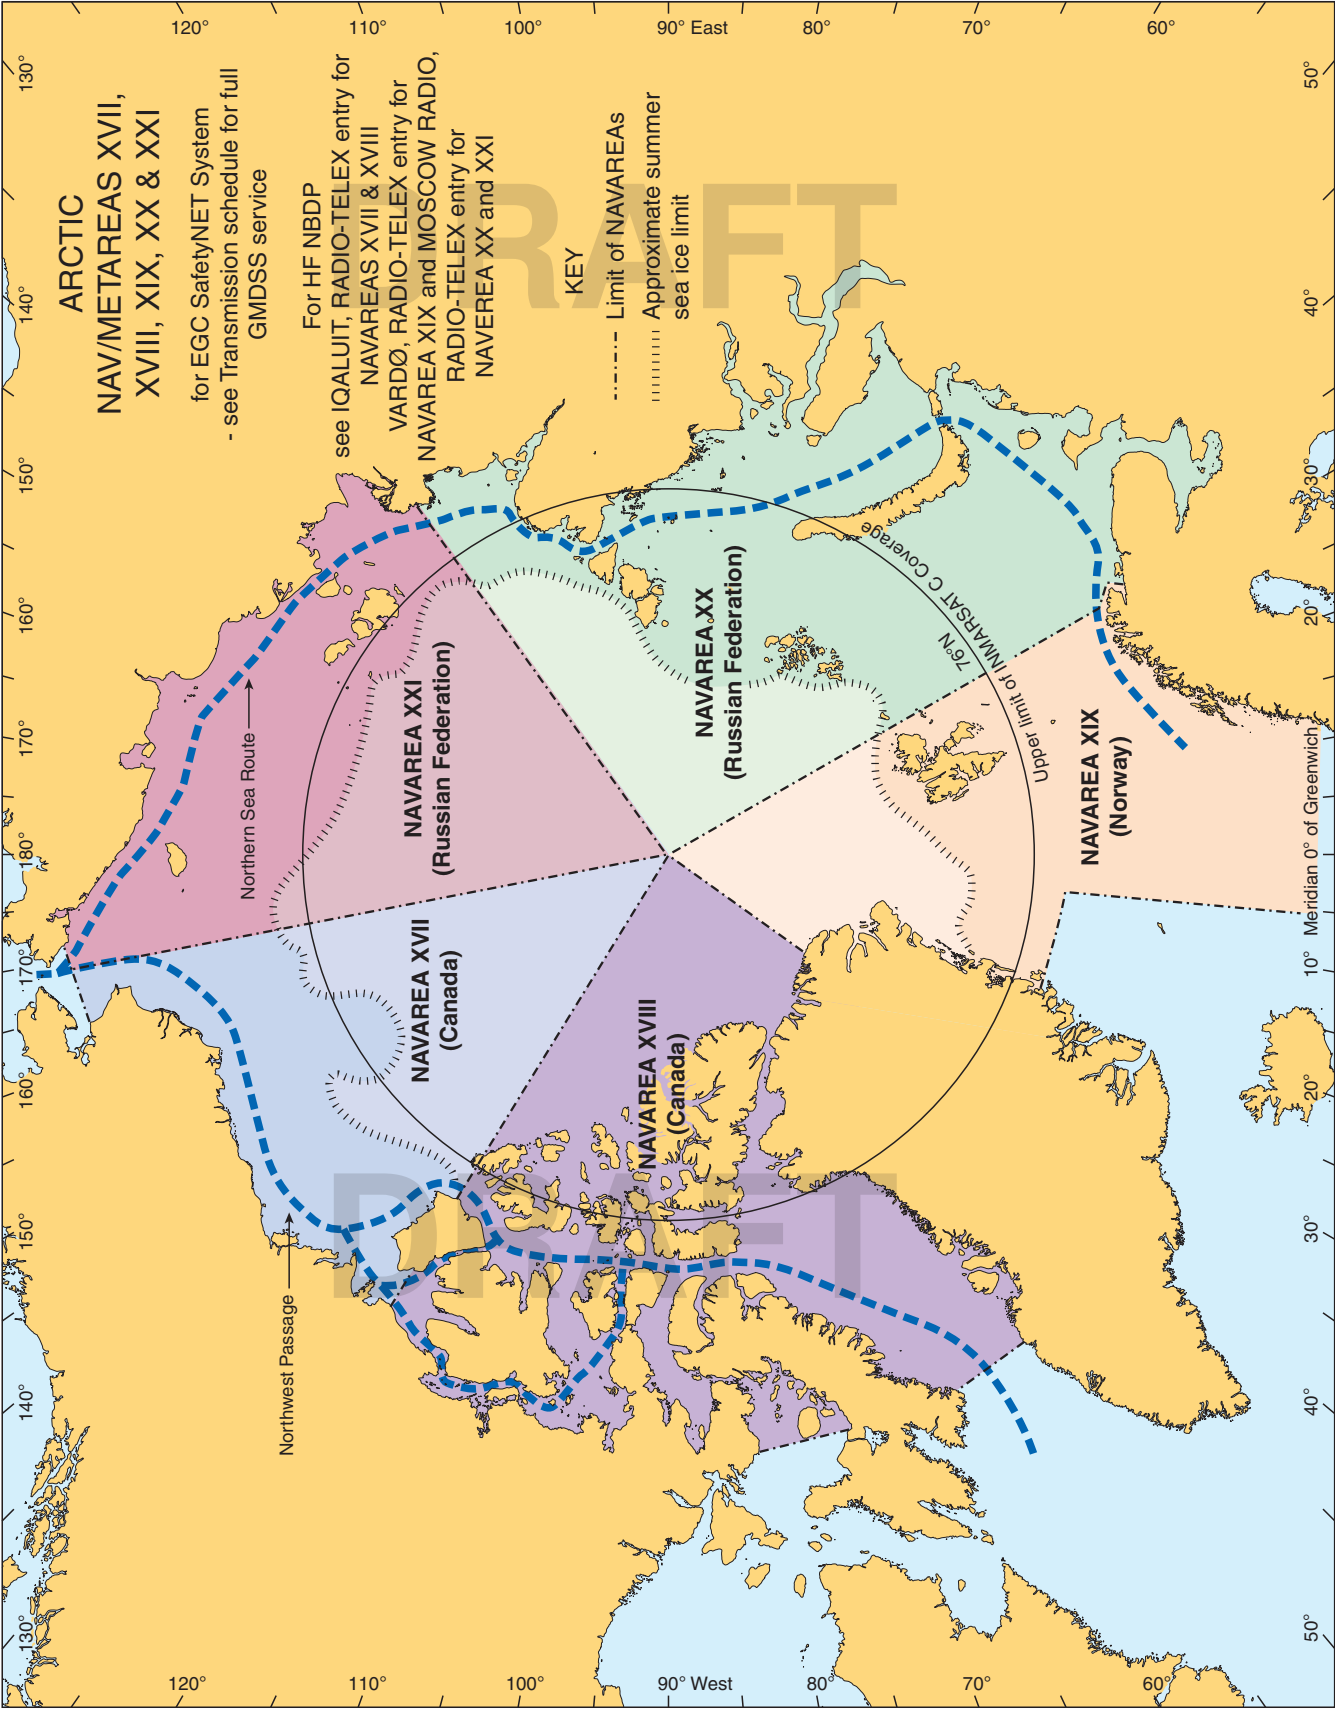 ARCTIC
NAV/METAREAS XVII,
XVIII, XIX, XX & XXI
for EGC SafetyNET System
- see Transmission schedule for full
GMDSS service
For HF NBDP
see IQALUIT, RADIO-TELEX entry for
NAVAREAS XVII & XVIII
VARDØ, RADIO-TELEX entry for
NAVAREA XIX and MOSCOW RADIO,
RADIO-TELEX entry for
NAVEREA XX and XXI
KEY
Limit of NAVAREAs
Approximate summer
sea ice limit
DRAFT
DRAFT
120°
110°
100°
90° East
80°
70°
60°
130°
140°
150°
160°
170°
180°
170°
160°
150°
140°
130°
50°
40°
30°
20°
Meridian 0° of Greenwich
10°
20°
30°
40°
50°
120°
110°
100°
90° West
80°
70°
60°
Northern Sea Route
Northwest Passage
NAVAREA XXI
(Russian Federation)
NAVAREA XX
(Russian Federation)
NAVAREA XVII
(Canada)
NAVAREA XVIII
(Canada)
NAVAREA XIX
(Norway)
76°N
Upper limit of INMARSAT C Coverage